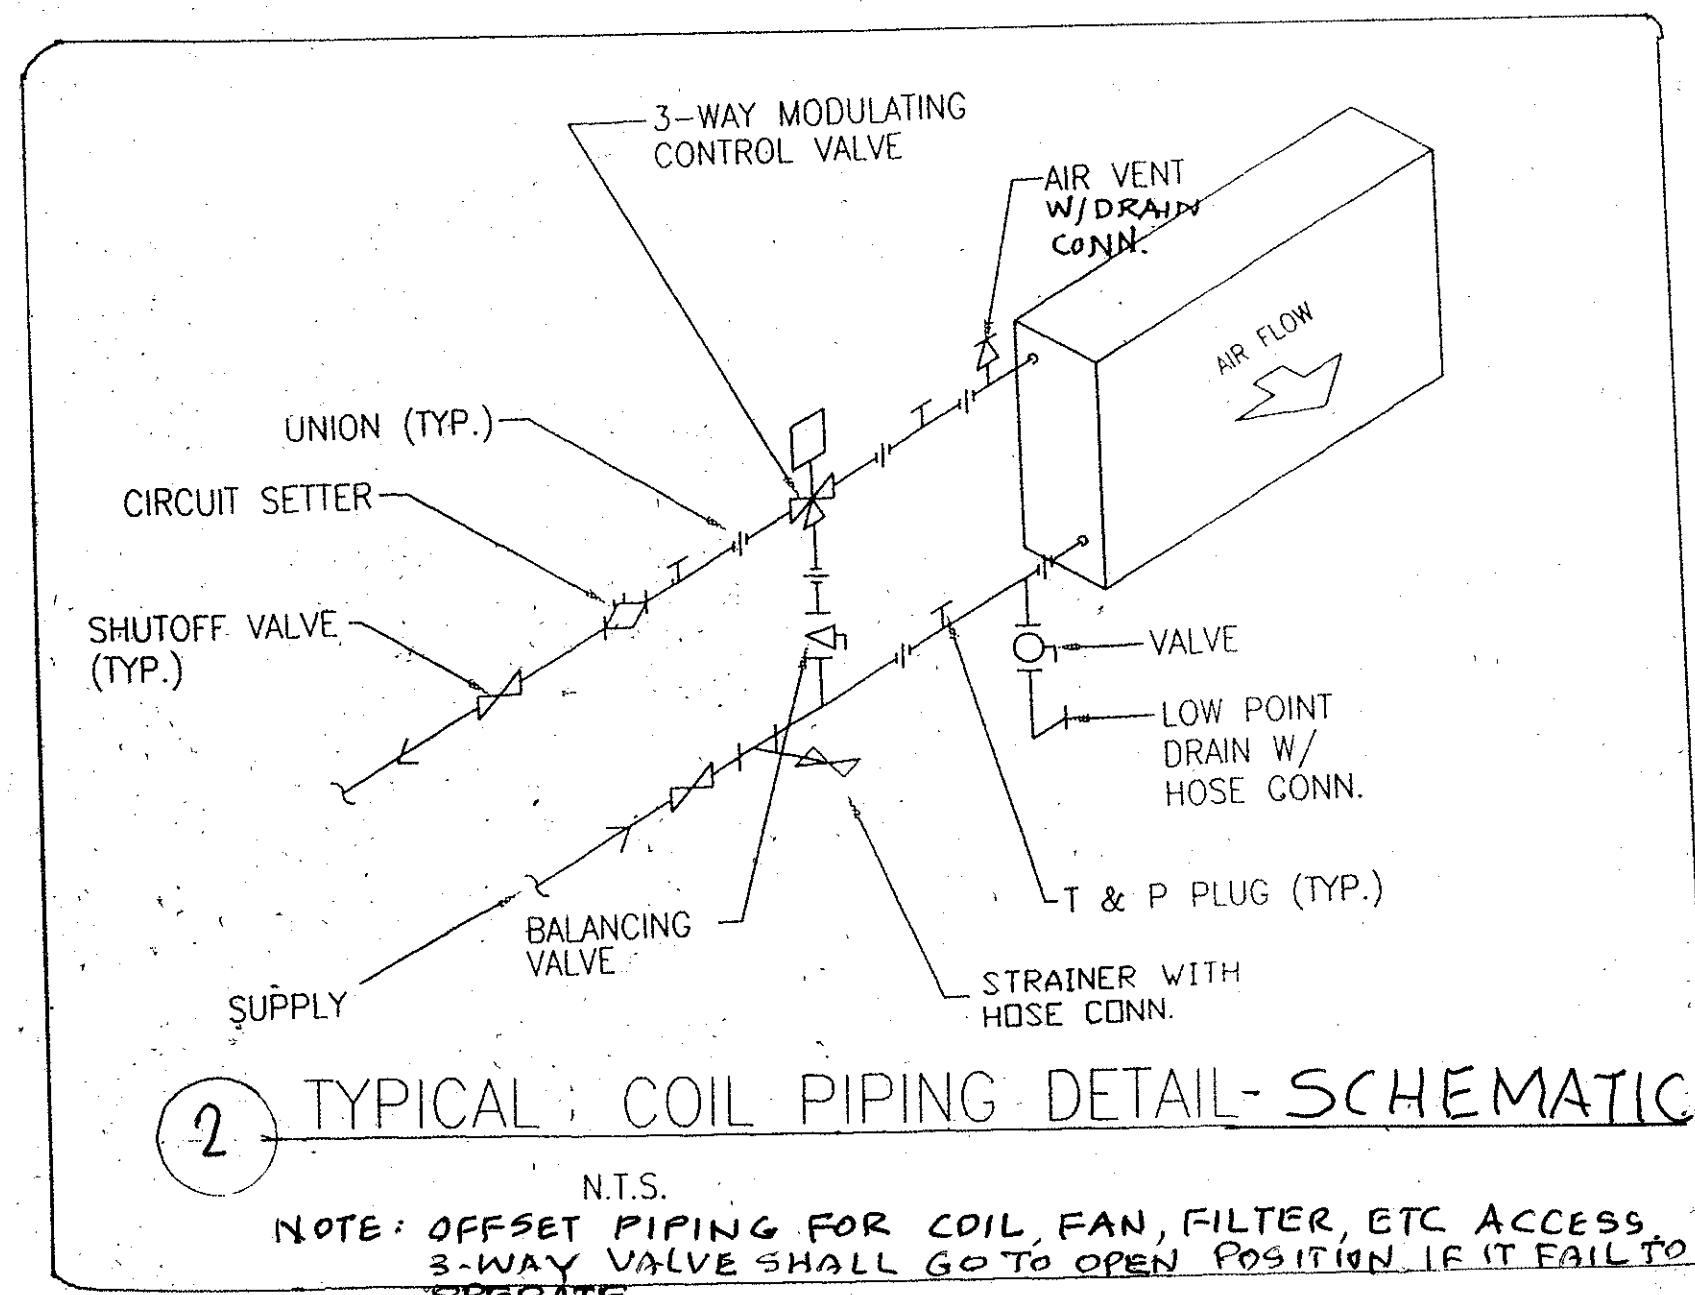 3-WAY MODULATING
CONTROL VALVE
AIR VENT
W/DRAIN
CONN.
AIR FLOW
UNION (TYP.)
CIRCUIT SETTER
SHUTOFF VALVE
(TYP.)
VALVE
LOW POINT
DRAIN W/
HOSE CONN.
T & P PLUG (TYP.)
BALANCING
VALVE
STRAINER WITH
HOSE CONN.
SUPPLY
2 TYPICAL COIL PIPING DETAIL- SCHEMATIC
N.T.S.
NOTE: OFFSET PIPING FOR COIL, FAN, FILTER, ETC ACCESS.
3-WAY VALVE SHALL GO TO OPEN POSITION IF IT FAIL TO
OPERATE